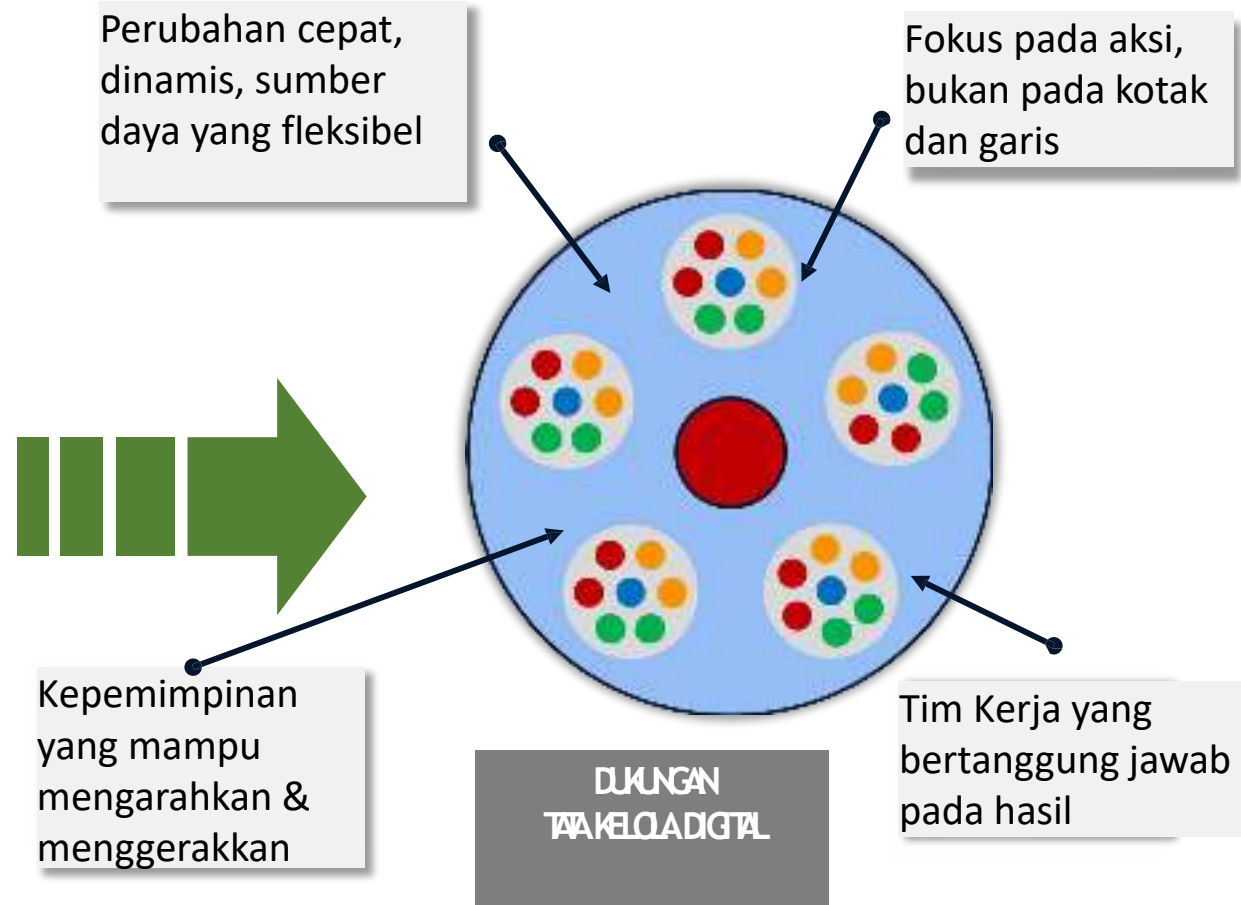 Perubahan cepat,
dinamis, sumber
daya yang fleksibel
Fokus pada aksi,
bukan pada kotak
dan garis
Kepemimpinan
yang mampu
mengarahkan &
menggerakkan
Tim Kerja yang
bertanggung jawab
pada hasil
DUKUNGAN
TATA KELOLA DIGITAL